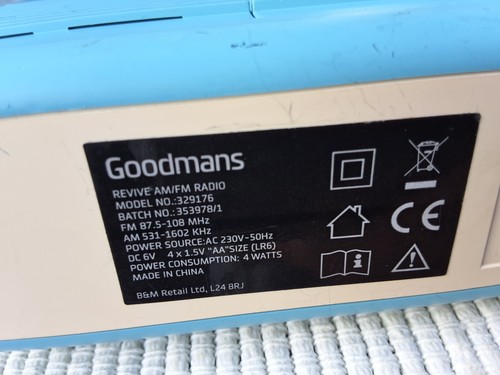 Goodmans
REVIVE AM/FM RADIO
MODEL NO.:329176
BATCH NO.:353978/1
FM 87.5-108 MHz
AM 531-1602 KHz
POWER SOURCE:AC 230V~50Hz
DC 6V 4 x 1.5V "AA"SIZE (LR6)
POWER CONSUMPTION: 4 WATTS
MADE IN CHINA
B&M Retail Ltd, L24 8RJ
CE